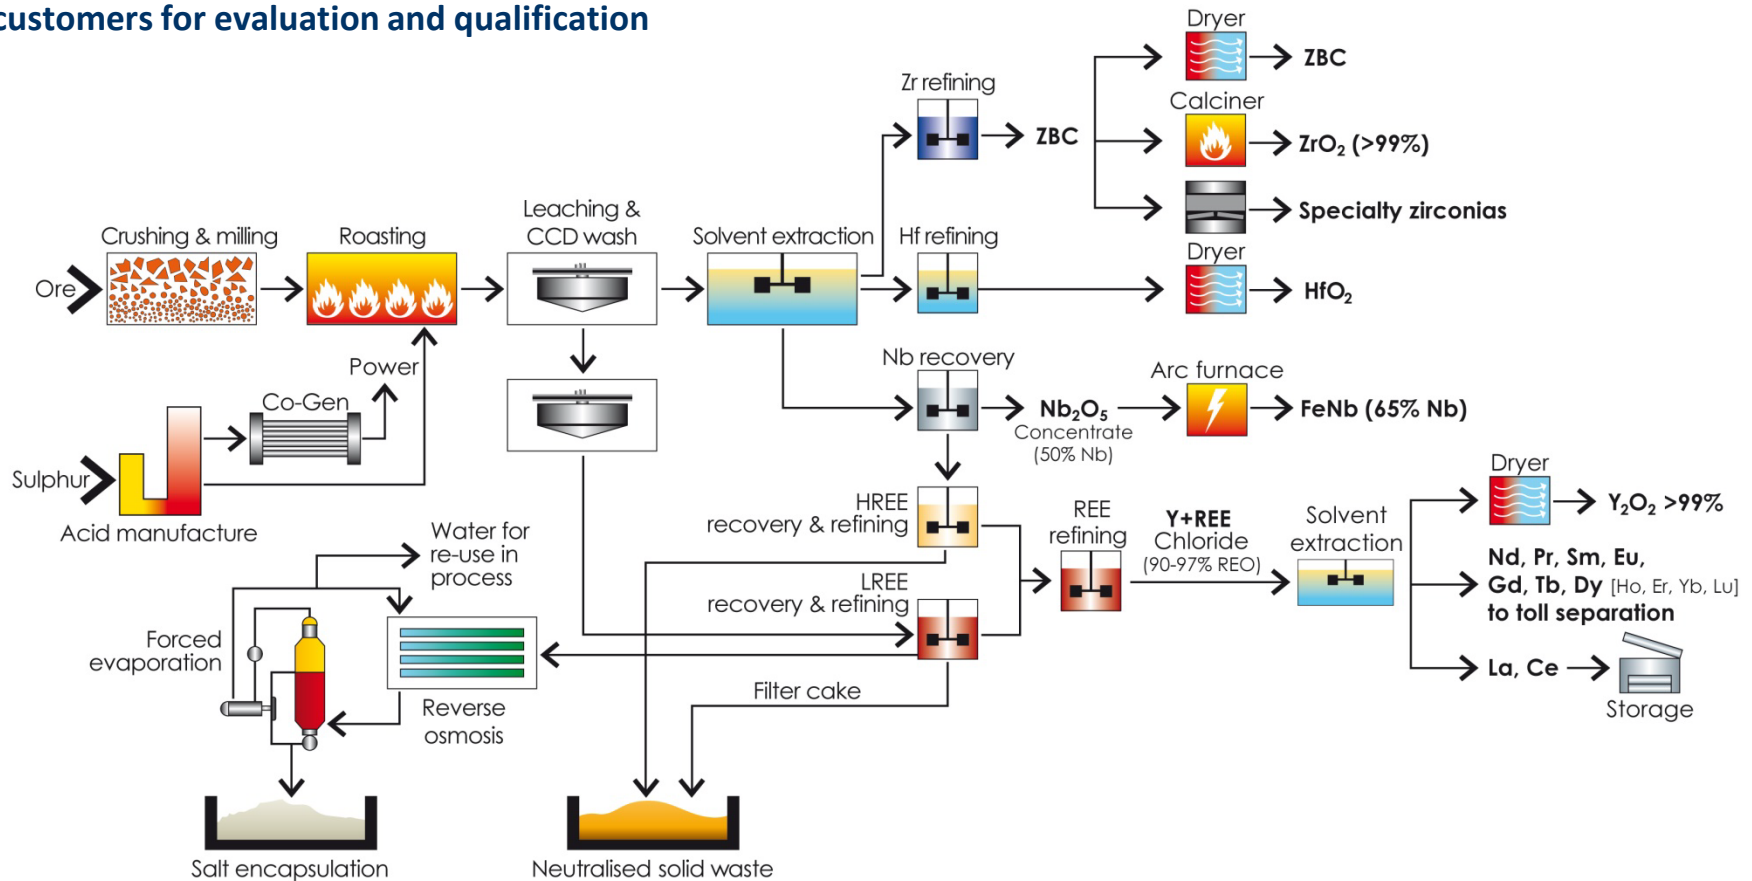 customers for evaluation and qualification
Dryer
ZBC
Zr refining
ZBC
Calciner
ZrO₂ (>99%)
Specialty zirconias
Leaching &
CCD wash
Crushing & milling
Roasting
Solvent extraction
Hf refining
Dryer
Ore
HfO₂
Power
Nb recovery
Arc furnace
Co-Gen
Nb₂O₅
Concentrate
(50% Nb)
FeNb (65% Nb)
Sulphur
Acid manufacture
Dryer
Y₂O₂ >99%
HREE
recovery & refining
REE
refining
Y+REE
Chloride
(90-97% REO)
Solvent
extraction
Water for
re-use in
process
Nd, Pr, Sm, Eu,
Gd, Tb, Dy [Ho, Er, Yb, Lu]
to toll separation
LREE
recovery & refining
Forced
evaporation
La, Ce
Storage
Filter cake
Reverse
osmosis
Salt encapsulation
Neutralised solid waste